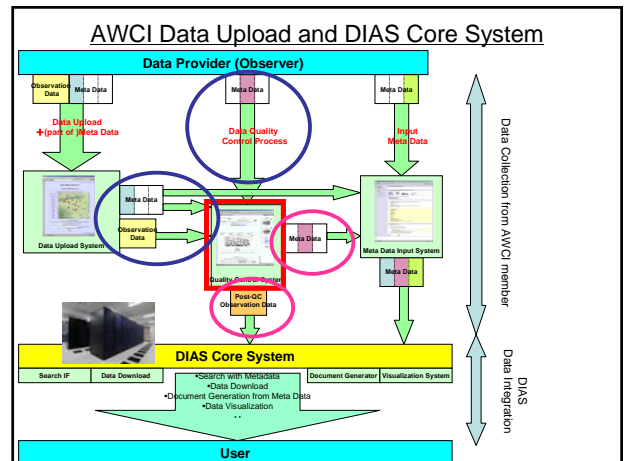 AWCI Data Upload and DIAS Core System
Data Provider (Observer)
Observation
Data
Meta Data
Meta Data
Meta Data
Data Upload
+(part of )Meta Data
Data Quality
Control Process
Input
Meta Data
Data Upload System
Meta Data
Observation
Data
Quality Control System
Meta Data
Meta Data Input System
Meta Data
Post-QC
Observation Data
Data Collection from AWCI member
DIAS Core System
Search IF
Data Download
•Search with Metadata
•Data Download
•Document Generation from Meta Data
•Data Visualization
. .
Document Generator
Visualization System
DIAS
Data Integration
User